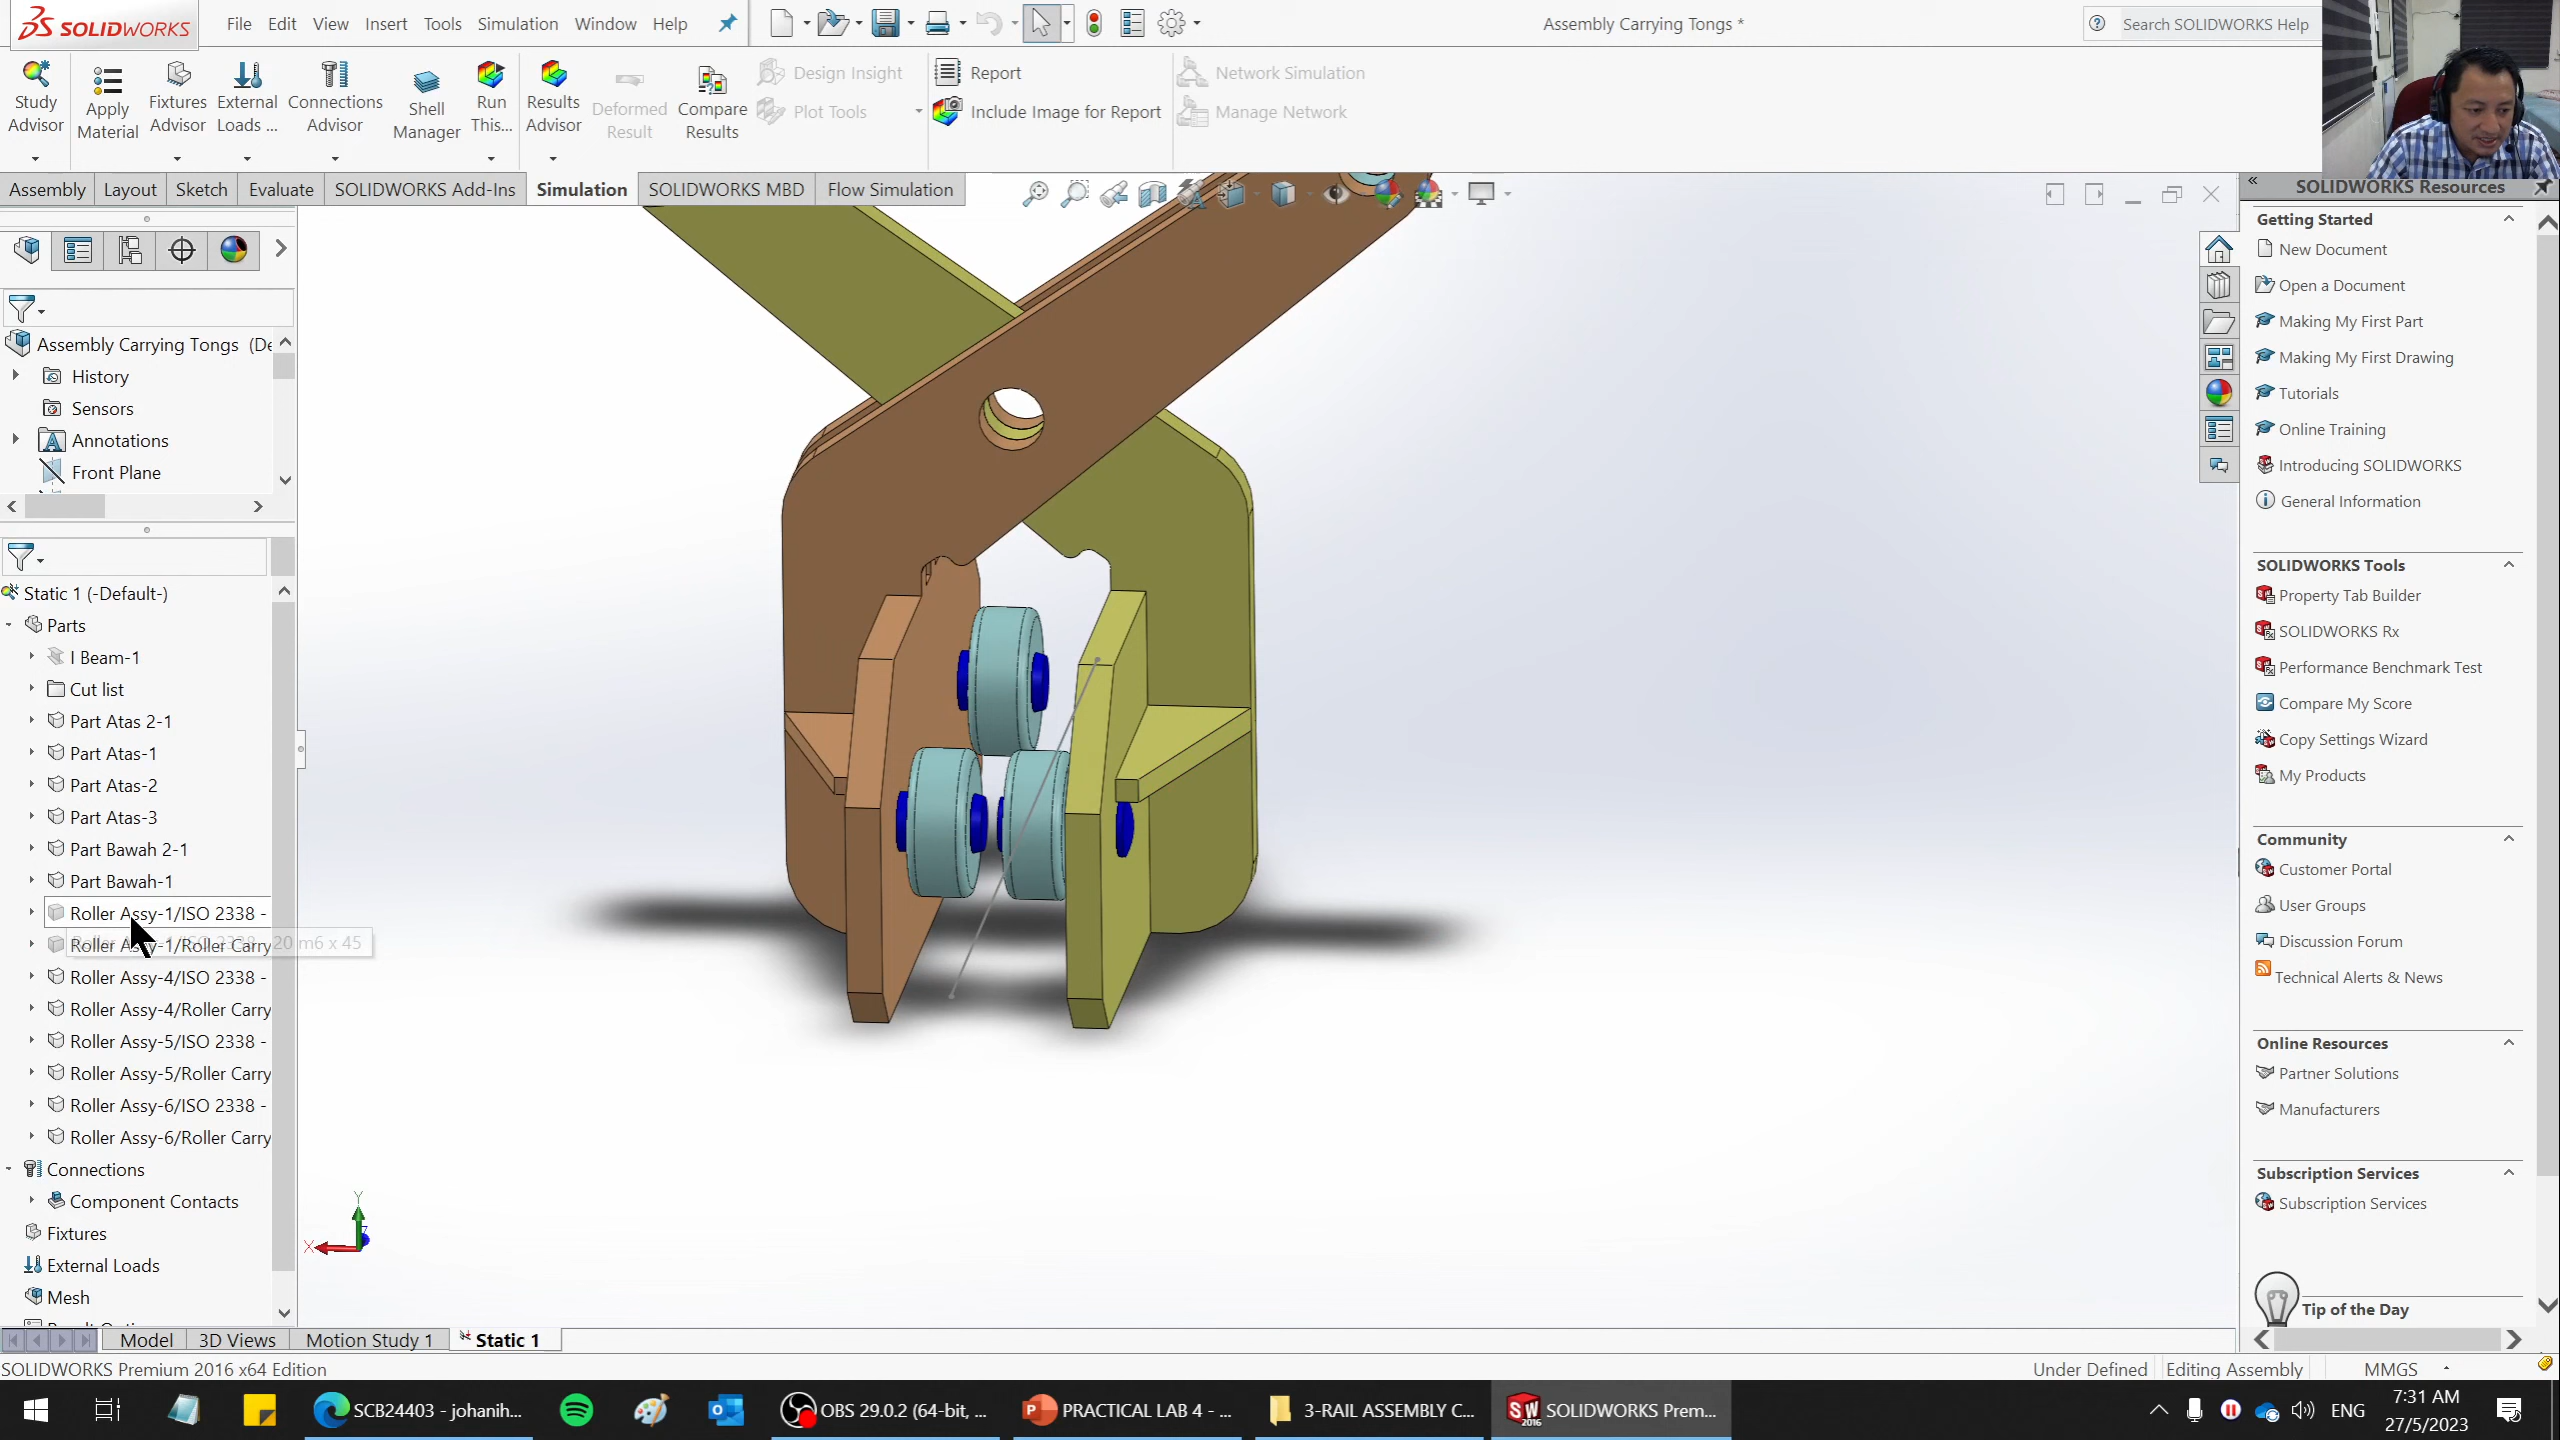 SOLIDWORKS
File Edit View Insert Tools Simulation Window Help
Assembly Carrying Tongs *
Search SOLIDWORKS Help
Study Advisor
Apply Material
Fixtures Advisor
External Loads ...
Connections Advisor
Shell Manager
Run This...
Results Advisor
Deformed Result
Compare Results
Design Insight
Plot Tools
Report
Include Image for Report
Network Simulation
Manage Network
Assembly Layout Sketch Evaluate SOLIDWORKS Add-Ins Simulation SOLIDWORKS MBD Flow Simulation
Assembly Carrying Tongs (De
History
Sensors
Annotations
Front Plane
Static 1 (-Default-)
Parts
I Beam-1
Cut list
Part Atas 2-1
Part Atas-1
Part Atas-2
Part Atas-3
Part Bawah 2-1
Part Bawah-1
Roller Assy-1/ISO 2338 -
Roller Assy-1/Roller Carry
20 m6 x 45
Roller Assy-4/ISO 2338 -
Roller Assy-4/Roller Carry
Roller Assy-5/ISO 2338 -
Roller Assy-5/Roller Carry
Roller Assy-6/ISO 2338 -
Roller Assy-6/Roller Carry
Connections
Component Contacts
Fixtures
External Loads
Mesh
Y
X
SOLIDWORKS Resources
Getting Started
New Document
Open a Document
Making My First Part
Making My First Drawing
Tutorials
Online Training
Introducing SOLIDWORKS
General Information
SOLIDWORKS Tools
Property Tab Builder
SOLIDWORKS Rx
Performance Benchmark Test
Compare My Score
Copy Settings Wizard
My Products
Community
Customer Portal
User Groups
Discussion Forum
Technical Alerts & News
Online Resources
Partner Solutions
Manufacturers
Subscription Services
Subscription Services
Tip of the Day
Model 3D Views Motion Study 1 Static 1
SOLIDWORKS Premium 2016 x64 Edition
Under Defined Editing Assembly MMGS
SCB24403 - johanih...
OBS 29.0.2 (64-bit, ...
PRACTICAL LAB 4 - ...
3-RAIL ASSEMBLY C...
SOLIDWORKS Prem...
ENG
7:31 AM
27/5/2023